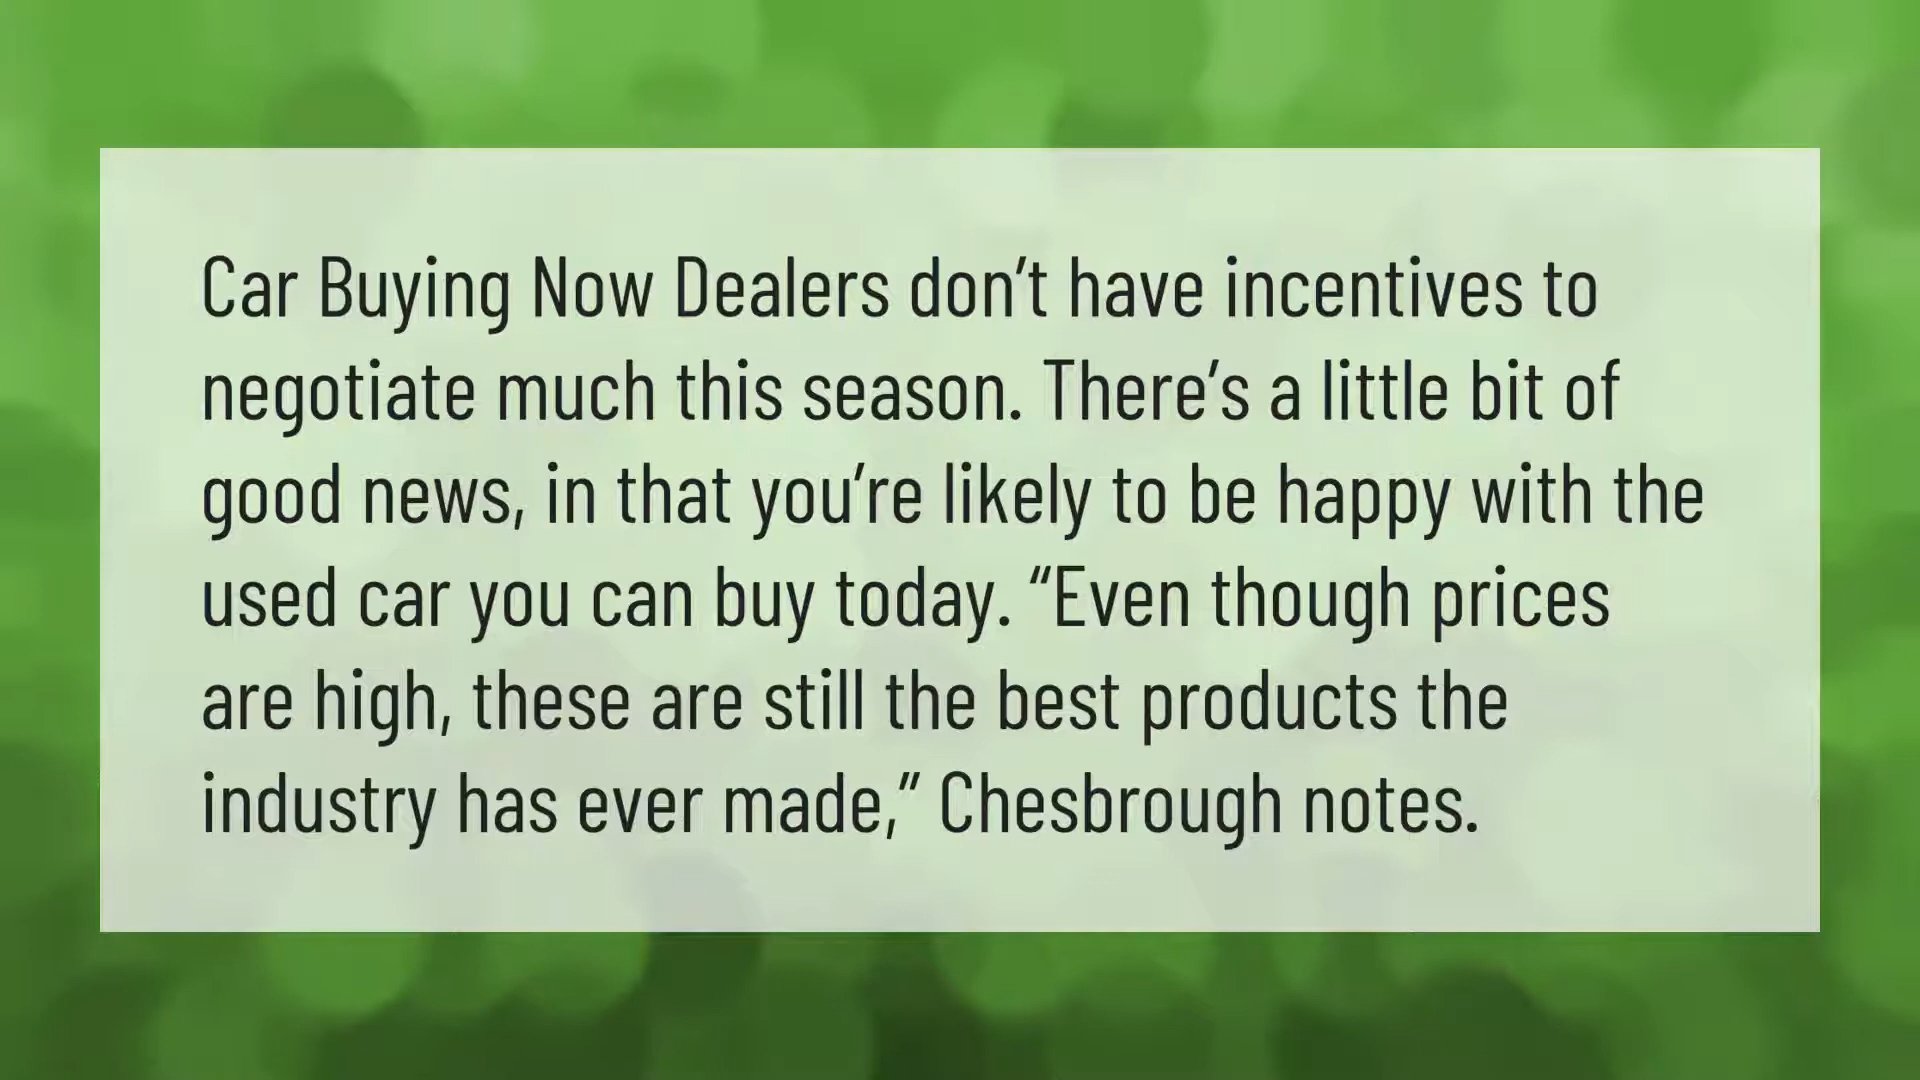 Car Buying Now Dealers don’t have incentives to
negotiate much this season. There’s a little bit of
good news, in that you’re likely to be happy with the
used car you can buy today. “Even though prices
are high, these are still the best products the
industry has ever made,” Chesbrough notes.